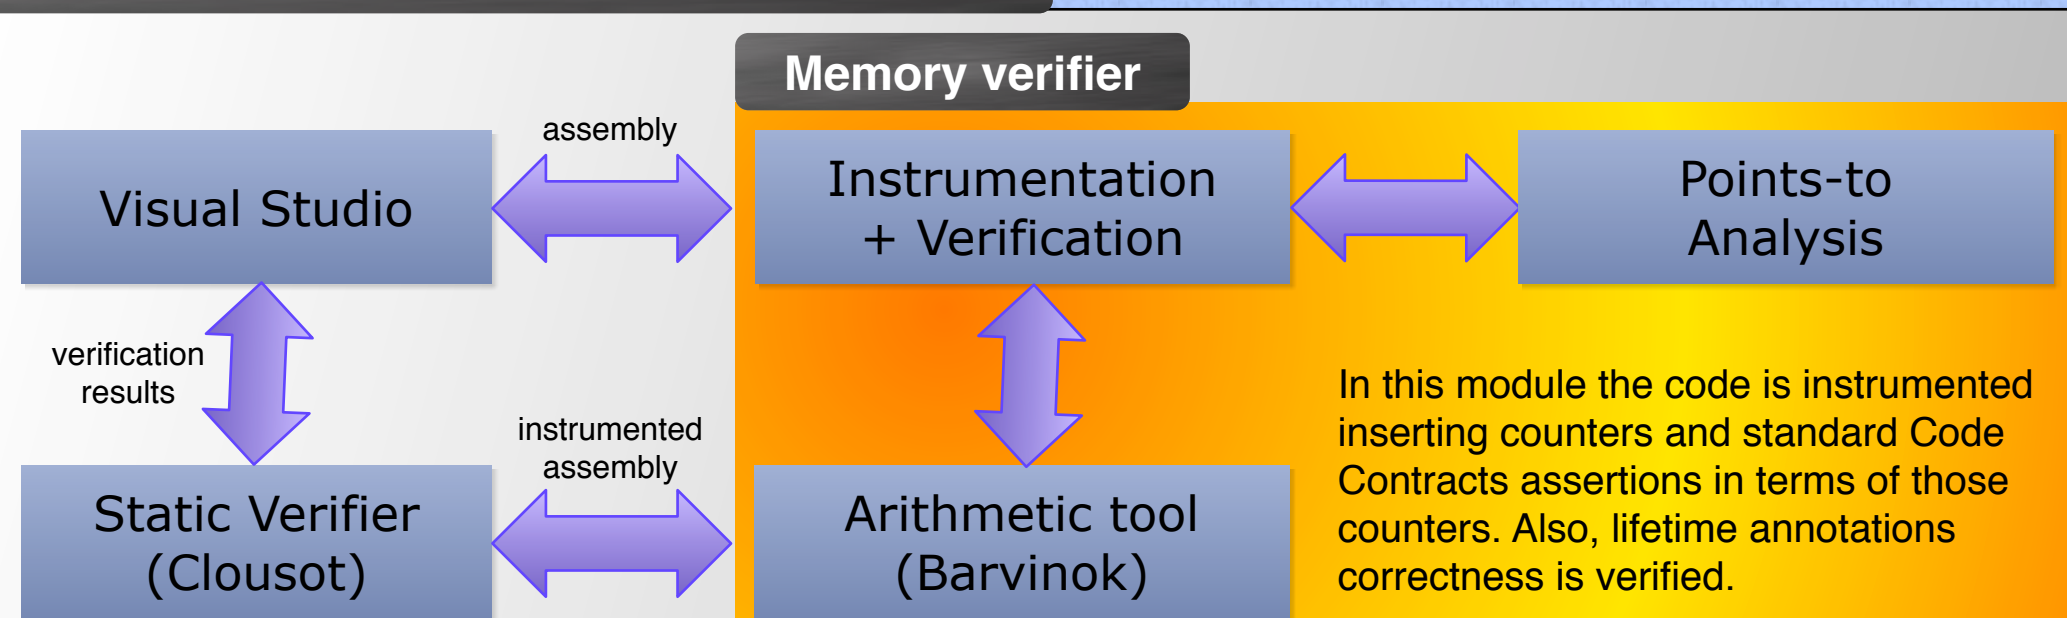 Memory verifier
assembly
Visual Studio
Instrumentation
+ Verification
Points-to
Analysis
verification
results
instrumented
assembly
Static Verifier
(Clousot)
Arithmetic tool
(Barvinok)
In this module the code is instrumented
inserting counters and standard Code
Contracts assertions in terms of those
counters. Also, lifetime annotations
correctness is verified.